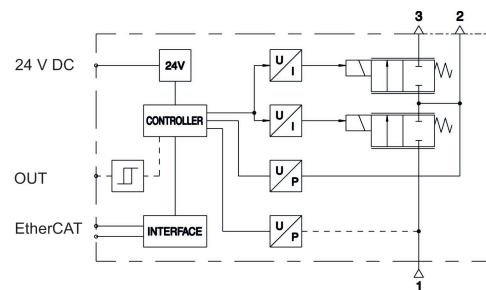 3 2
24 V DC
24V
U
I
CONTROLLER
U
I
OUT
U
P
EtherCAT
INTERFACE
U
P
1